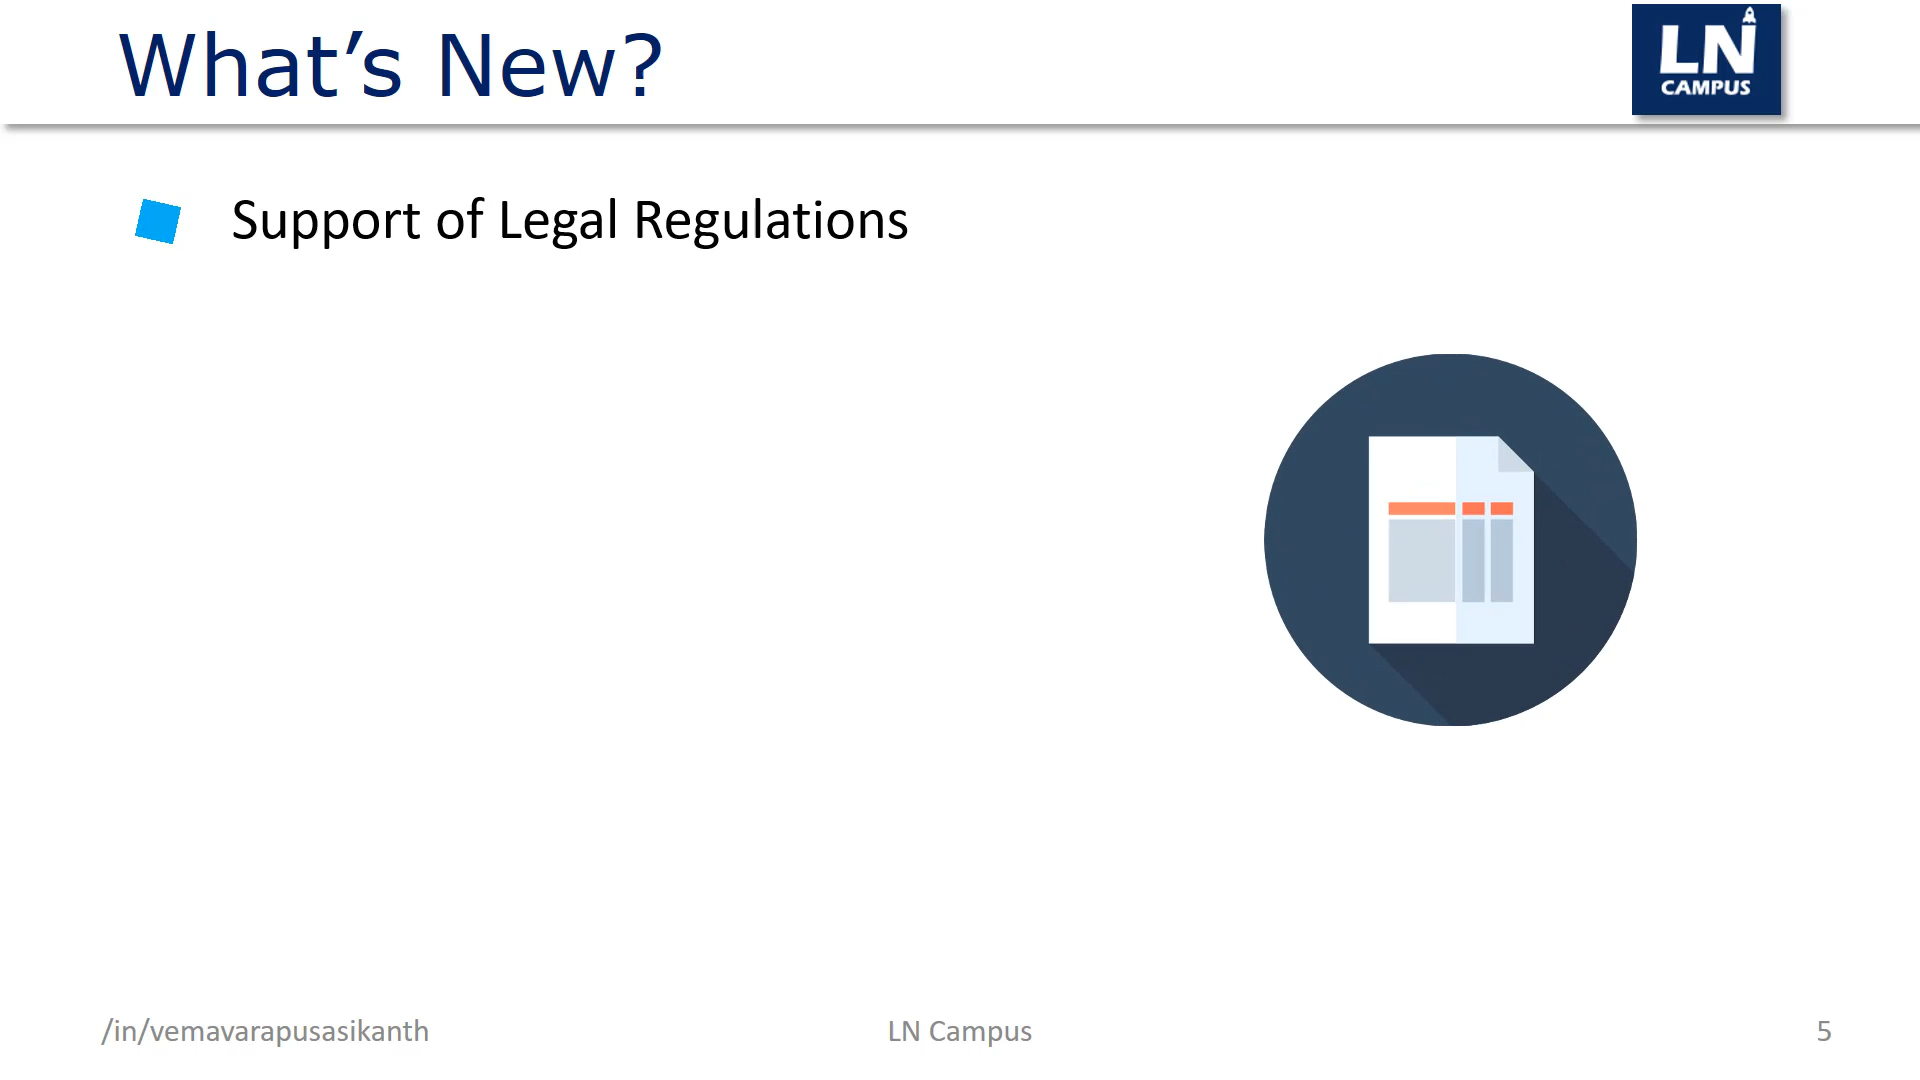 What’s New?
LN
CAMPUS
Support of Legal Regulations
/in/vemavarapusasikanth
LN Campus
5